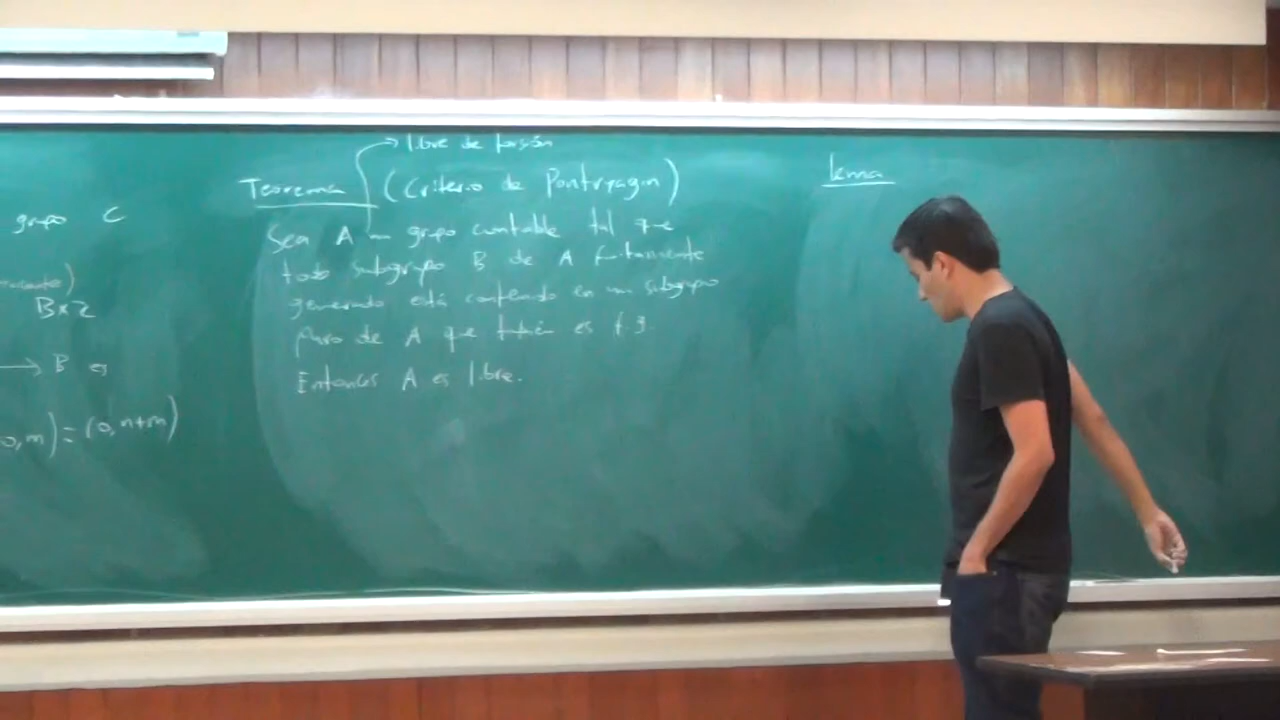 grupo C
B×Z
→ B es
0,m) = (0,n+m)
→ libre de torsión
Teorema (Criterio de Pontryagin)
Sea A un grupo contable tal que
todo subgrupo B de A finitamente
generado está contenido en un subgrupo
puro de A que también es f.g.
Entonces A es libre.
Lema